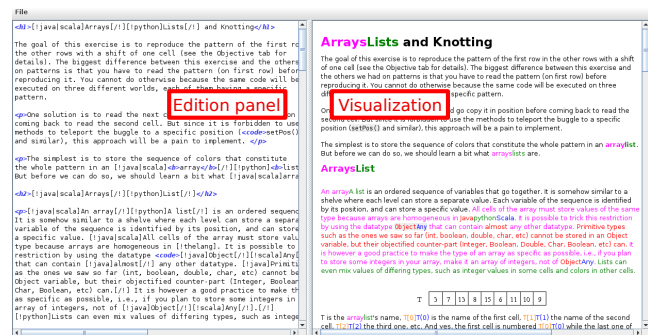 File
<h1>[!java|scala]Arrays[/!][!python]Lists[/!] and Knotting</h1>
The goal of this exercise is to reproduce the pattern of the first ro
the other rows with a shift of one cell (see the Objective tab for
details). The biggest difference between this exercise and the others
on patterns is that you have to read the pattern (on first row) befor
reproducing it. You cannot do otherwise because the same code will be
executed on three different worlds, each of them having a specific
pattern.
<p>One solution is to read the next c
coming back to read the second cell. But since it is forbidden to use
methods to teleport the buggle to a specific position (<code>setPos()
and similar), this approach will be a pain to implement. </p>
<p>The simplest is to store the sequence of colors that constitute
the whole pattern in an [!java|scala]<b>array</b>[/!][!python]<b>list
But before we can do so, we should learn a bit what [!java|scala]arra
<h2>[!java|scala]Arrays[/!][!python]List[/!]</h2>
<p>[!java|scala]An array[/!][!python]A list[/!] is an ordered sequenc
It is somehow similar to a shelve where each level can store a separa
variable of the sequence is identified by its position, and can store
a specific value. [!java|scala]All cells of the array must store valu
type because arrays are homogeneous in [!thelang]. It is possible to
restriction by using the datatype <code>[!java]Object[/!][!scala]Any[
that can contain [!java]almost[/!] any other datatype. [!java]Primiti
as the ones we saw so far (int, boolean, double, char, etc) cannot be
Object variable, but their objectified counter-part (Integer, Boolean
Char, Boolean, etc) can.[/!] It is however a good practice to make th
as specific as possible, i.e., if you plan to store some integers in
array of integers, not of [!java]Object[/!][!scala]Any[/!].[/!]
[!python]Lists can even mix values of differing types, such as intege
Edition panel
ArraysLists and Knotting
The goal of this exercise is to reproduce the pattern of the first row in the other rows with a shift
of one cell (see the Objective tab for details). The biggest difference between this exercise and
the others we had on patterns is that you have to read the pattern (on first row) before
reproducing it. You cannot do otherwise because the same code will be executed on three
specific pattern.
Visualization
go copy it in position before coming back to read the
second cell. But since it is forbidden to use the methods to teleport the buggle to a specific
position (setPos() and similar), this approach will be a pain to implement.
The simplest is to store the sequence of colors that constitute the whole pattern in an arraylist.
But before we can do so, we should learn a bit what arrayslists are.
ArraysList
An arrayA list is an ordered sequence of variables that go together. It is somehow similar to a
shelve where each level can store a separate value. Each variable of the sequence is identified
by its position, and can store a specific value. All cells of the array must store values of the same
type because arrays are homogeneous in JavapythonScala. It is possible to trick this restriction
by using the datatype ObjectAny that can contain almost any other datatype. Primitive types
such as the ones we saw so far (int, boolean, double, char, etc) cannot be stored in an Object
variable, but their objectified counter-part (Integer, Boolean, Double, Char, Boolean, etc) can. It
is however a good practice to make the type of an array as specific as possible, i.e., if you plan
to store some integers in your array, make it an array of integers, not of ObjectAny. Lists can
even mix values of differing types, such as integer values in some cells and colors in other cells.
T 3 7 15 8 15 6 11 10 9
T is the arraylist's name, T[0]T(0) is the name of the first cell, T[1]T(1) the name of the second
cell, T[2]T(2) the third one, etc. And yes, the first cell is numbered T[0]T(0) while the last one of